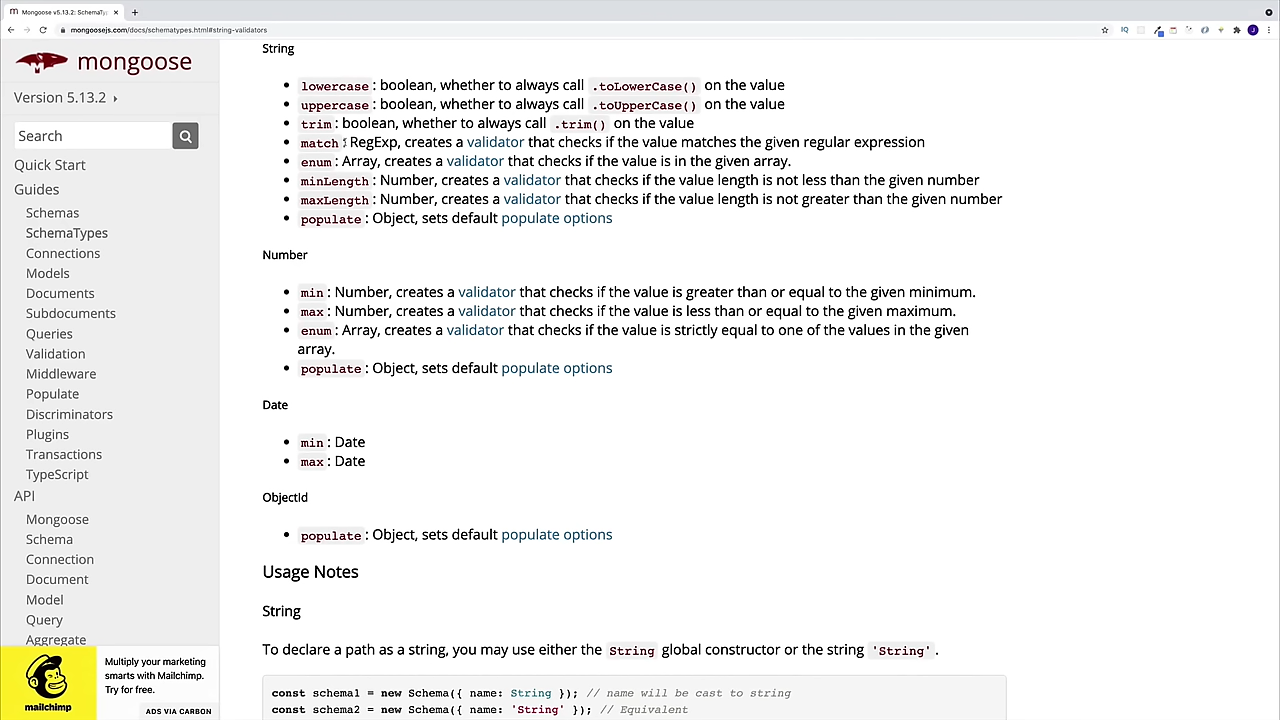 Mongoose v5.13.2: SchemaTyp
mongoosejs.com/docs/schematypes.html#string-validators
IQ
J
mongoose
Version 5.13.2
Search
Quick Start
Guides
Schemas
SchemaTypes
Connections
Models
Documents
Subdocuments
Queries
Validation
Middleware
Populate
Discriminators
Plugins
Transactions
TypeScript
API
Mongoose
Schema
Connection
Document
Model
Query
Aggregate
mailchimp
Multiply your marketing
smarts with Mailchimp.
Try for free.
ADS VIA CARBON
String
lowercase: boolean, whether to always call .toLowerCase() on the value
uppercase: boolean, whether to always call .toUpperCase() on the value
trim: boolean, whether to always call .trim() on the value
match: RegExp, creates a validator that checks if the value matches the given regular expression
enum: Array, creates a validator that checks if the value is in the given array.
minLength: Number, creates a validator that checks if the value length is not less than the given number
maxLength: Number, creates a validator that checks if the value length is not greater than the given number
populate: Object, sets default populate options
Number
min: Number, creates a validator that checks if the value is greater than or equal to the given minimum.
max: Number, creates a validator that checks if the value is less than or equal to the given maximum.
enum: Array, creates a validator that checks if the value is strictly equal to one of the values in the given
array.
populate: Object, sets default populate options
Date
min: Date
max: Date
ObjectId
populate: Object, sets default populate options
Usage Notes
String
To declare a path as a string, you may use either the String global constructor or the string 'String'.
const schema1 = new Schema({ name: String }); // name will be cast to string
const schema2 = new Schema({ name: 'String' }); // Equivalent